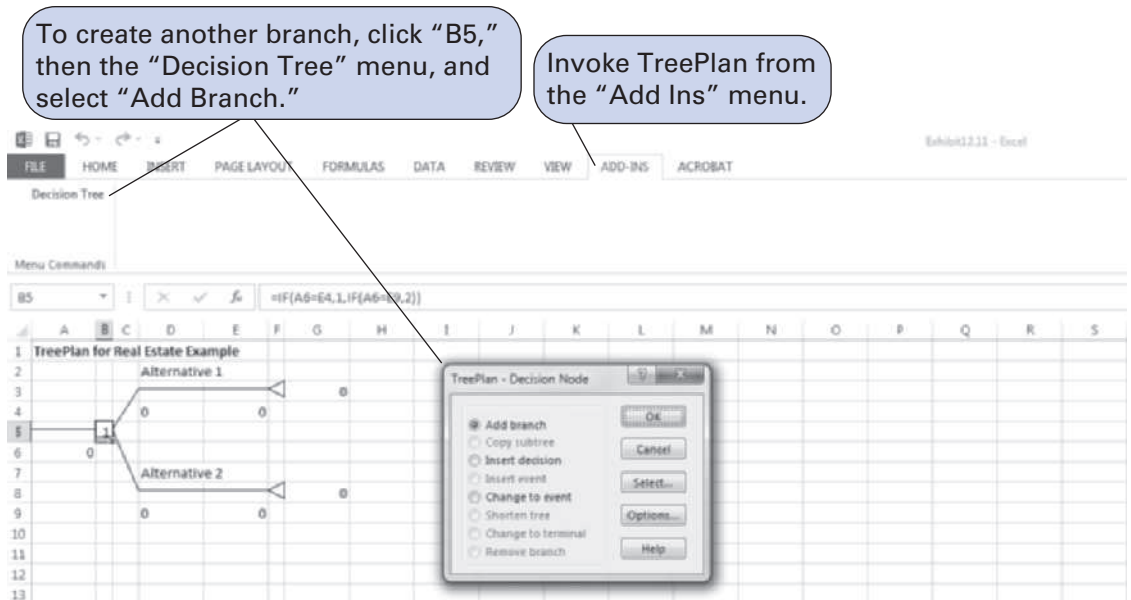 To create another branch, click “B5,”
then the “Decision Tree” menu, and
select “Add Branch.”
Invoke TreePlan from
the “Add Ins” menu.
Exhibit12.11 - Excel
FILE HOME INSERT PAGE LAYOUT FORMULAS DATA REVIEW VIEW ADD-INS ACROBAT
Decision Tree
Menu Commands
B5 fx =IF(A6=E4,1,IF(A6=E9,2))
A B C D E F G H I J K L M N O P Q R S
1 TreePlan for Real Estate Example
2 Alternative 1
3 0
4 0 0
5 1
6 0
7 Alternative 2
8 0
9 0 0
10
11
12
13
TreePlan - Decision Node
Add branch
Copy subtree
Insert decision
Insert event
Change to event
Shorten tree
Change to terminal
Remove branch
OK
Cancel
Select...
Options...
Help